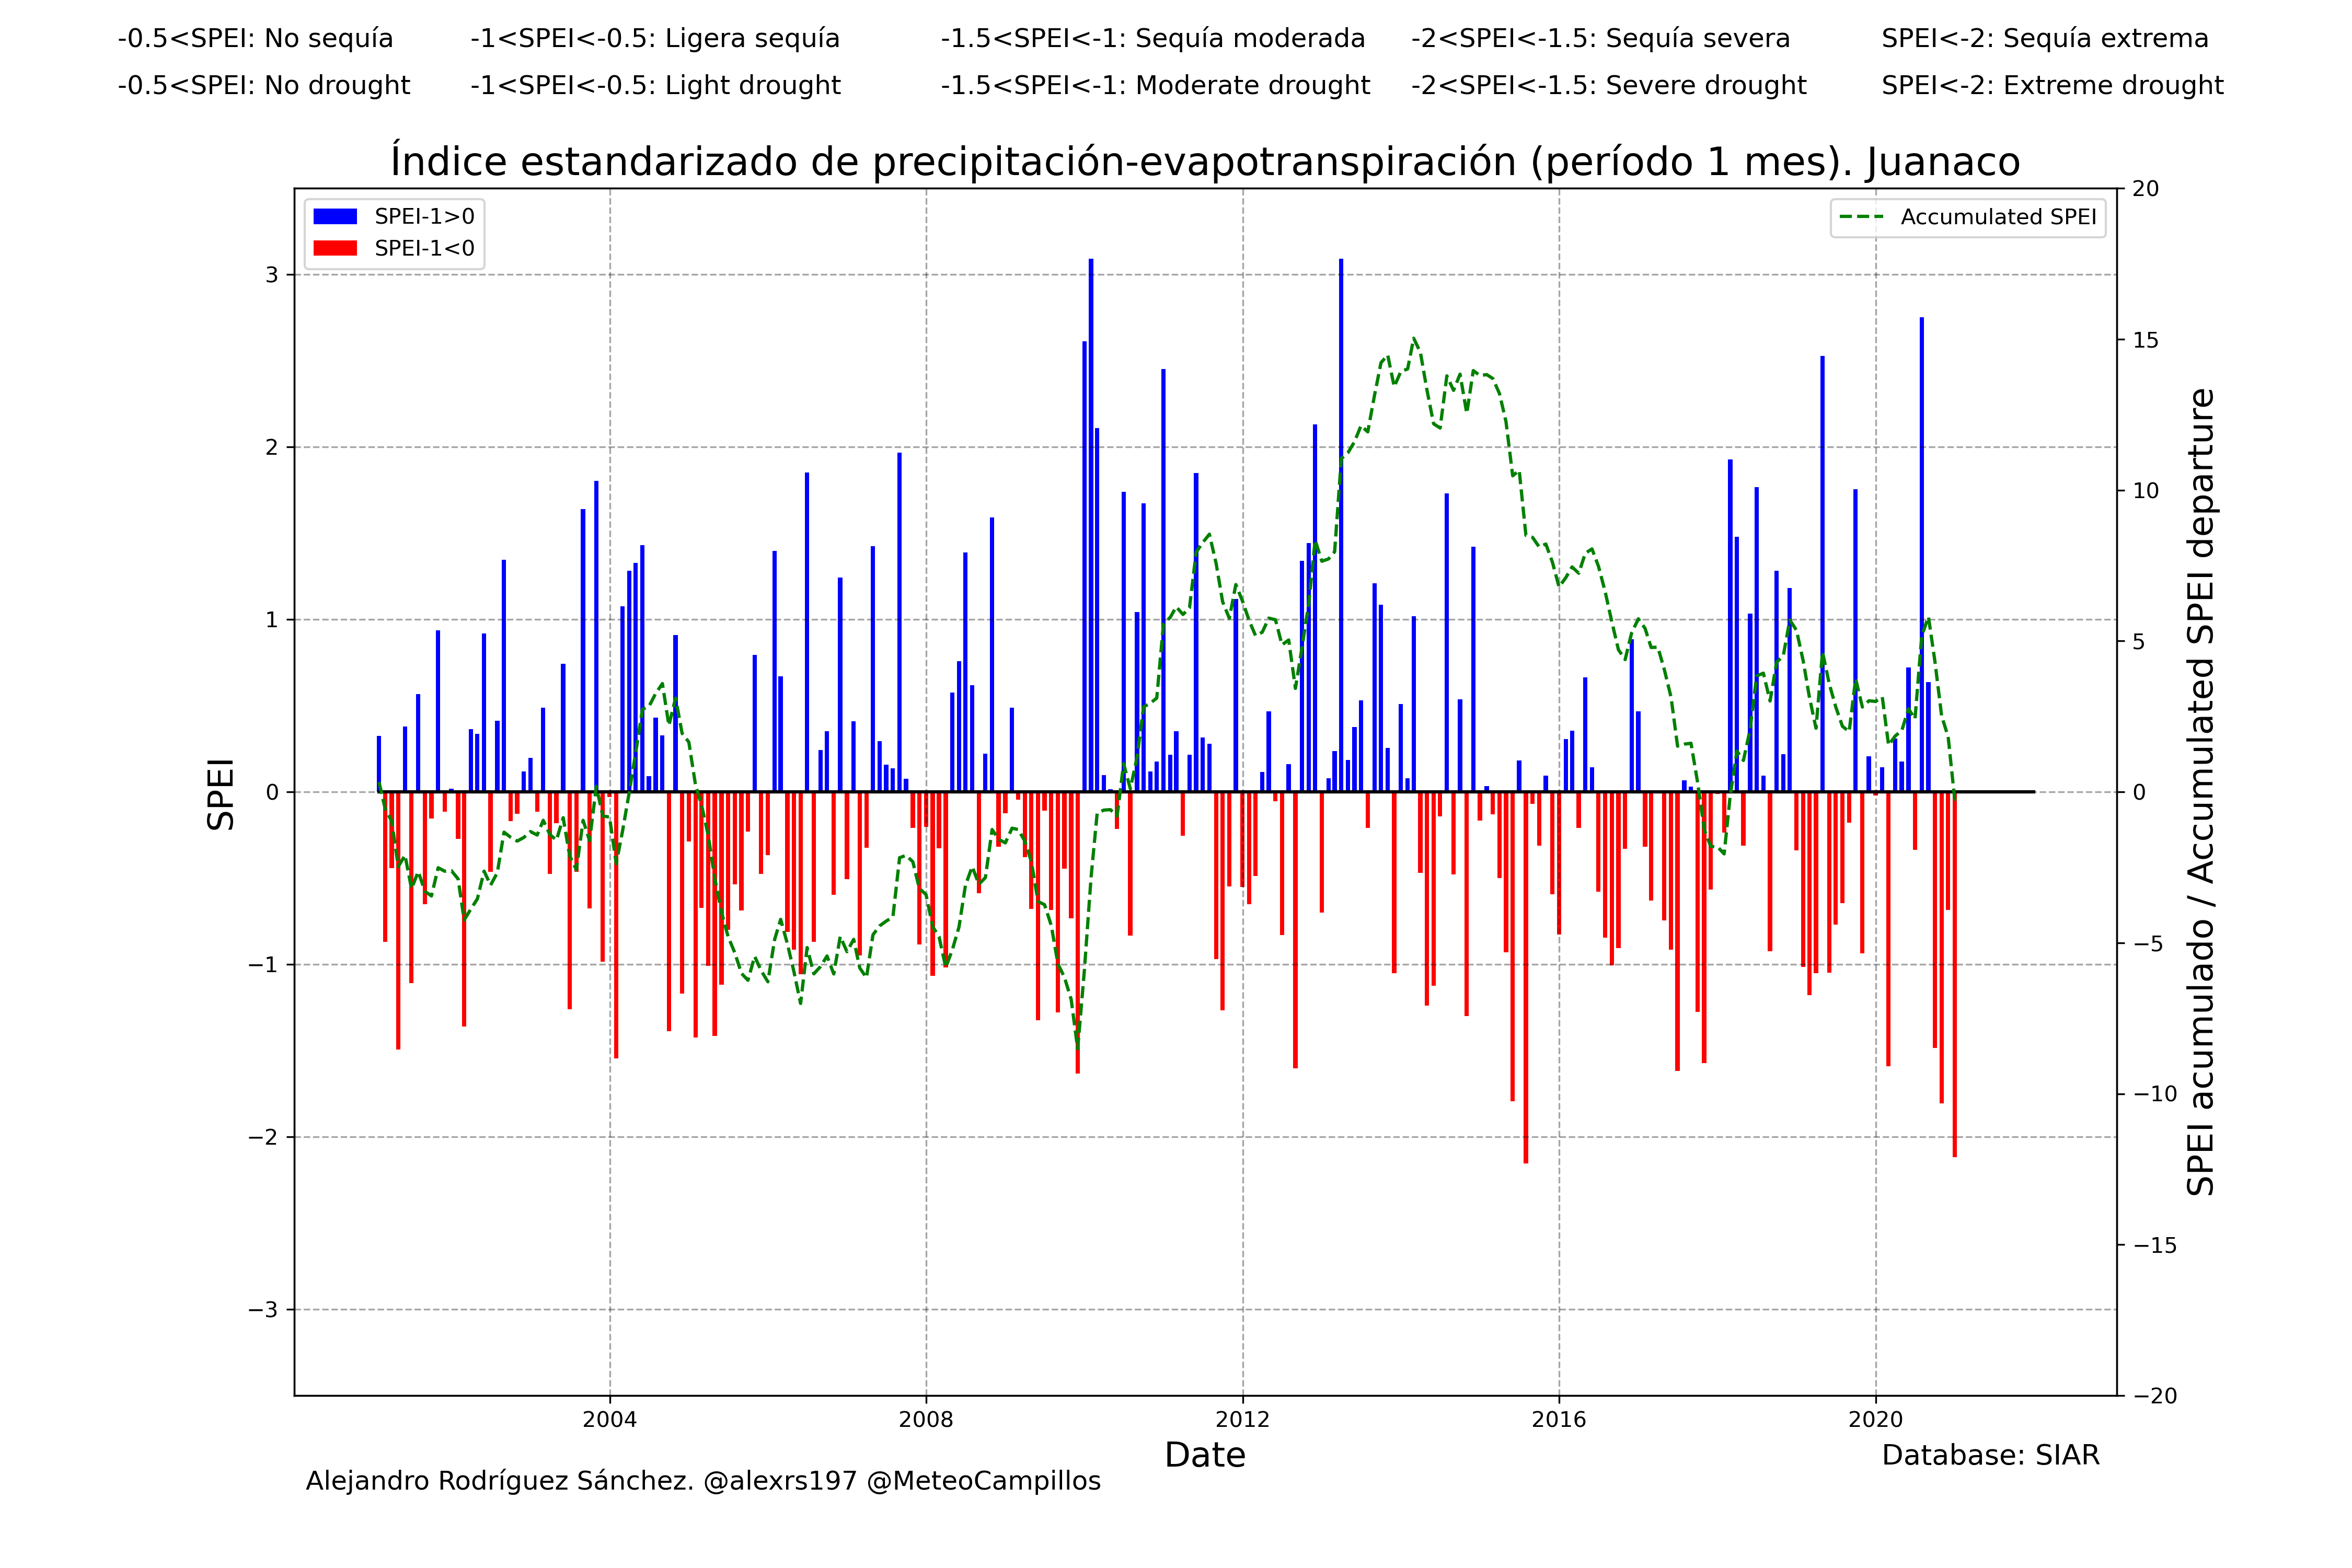 -0.5<SPEI: No sequía -1<SPEI<-0.5: Ligera sequía -1.5<SPEI<-1: Sequía moderada -2<SPEI<-1.5: Sequía severa SPEI<-2: Sequía extrema
-0.5<SPEI: No drought -1<SPEI<-0.5: Light drought -1.5<SPEI<-1: Moderate drought -2<SPEI<-1.5: Severe drought SPEI<-2: Extreme drought
Índice estandarizado de precipitación-evapotranspiración (período 1 mes). Juanaco
SPEI-1>0
SPEI-1<0
Accumulated SPEI
SPEI
3
2
1
0
−1
−2
−3
20
15
10
5
0
−5
−10
−15
−20
SPEI acumulado / Accumulated SPEI departure
2004 2008 2012 2016 2020
Date
Database: SIAR
Alejandro Rodríguez Sánchez. @alexrs197 @MeteoCampillos